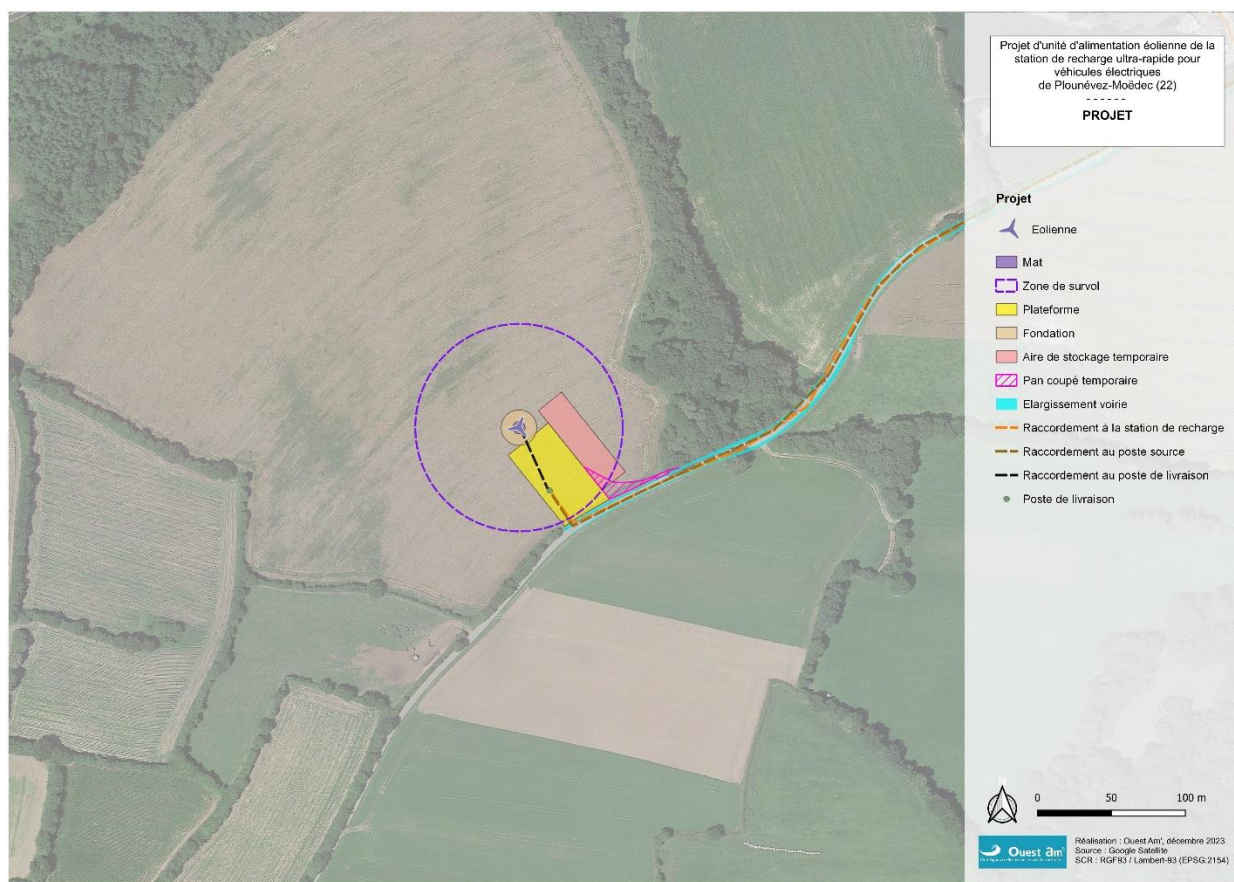 Projet d'unité d'alimentation éolienne de la
station de recharge ultra-rapide pour
véhicules électriques
de Plounévez-Moëdec (22)
------
PROJET
Projet
Eolienne
Mat
Zone de survol
Plateforme
Fondation
Aire de stockage temporaire
Pan coupé temporaire
Elargissement voirie
Raccordement à la station de recharge
Raccordement au poste source
Raccordement au poste de livraison
Poste de livraison
N
0 50 100 m
Ouest Am'
Réalisation : Ouest Am', décembre 2023
Source : Google Satellite
SCR : RGF93 / Lambert-93 (EPSG:2154)